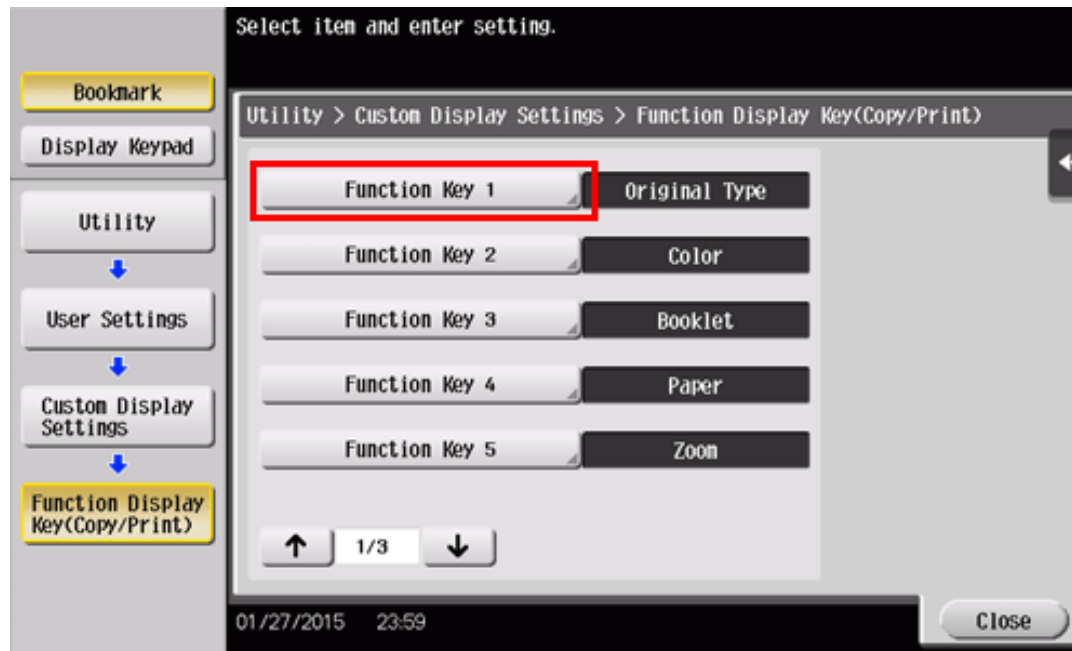 Select item and enter setting.
Bookmark
Display Keypad
Utility
User Settings
Custom Display
Settings
Function Display
Key(Copy/Print)
Utility > Custom Display Settings > Function Display Key(Copy/Print)
Function Key 1 Original Type
Function Key 2 Color
Function Key 3 Booklet
Function Key 4 Paper
Function Key 5 Zoom
1/3
01/27/2015 23:59
Close